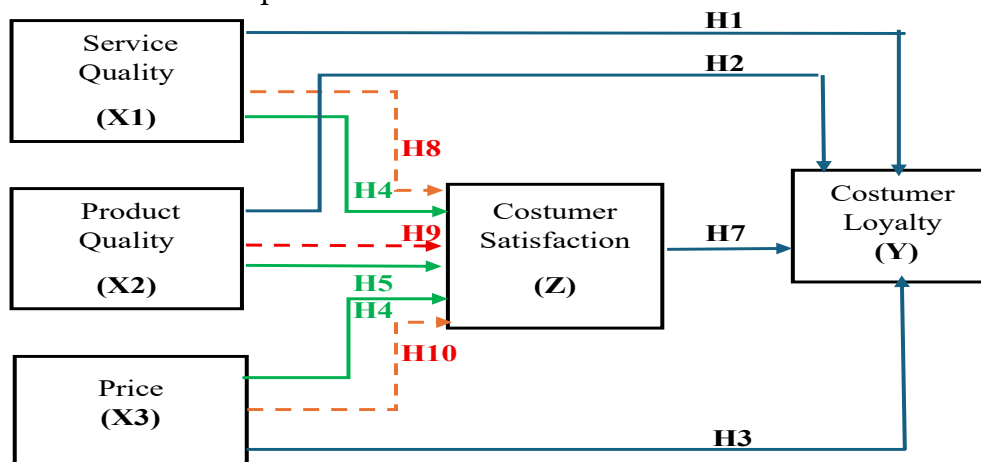 H1
Service
Quality
(X1)
H2
H8
H4
Product
Quality
(X2)
H9
H5
H4
Costumer
Satisfaction
(Z)
H7
Costumer
Loyalty
(Y)
H10
Price
(X3)
H3